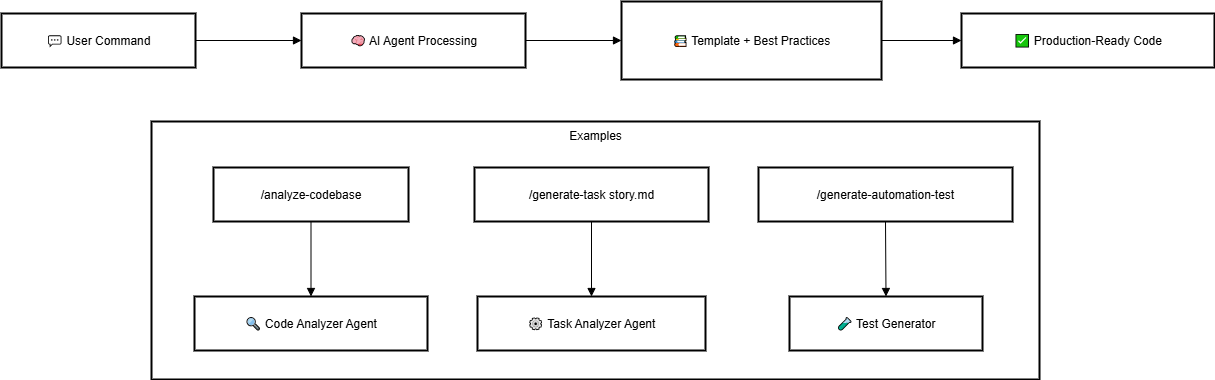 💬 User Command
🧠 AI Agent Processing
📚 Template + Best Practices
✅ Production-Ready Code
Examples
/analyze-codebase
/generate-task story.md
/generate-automation-test
🔍 Code Analyzer Agent
⚙️ Task Analyzer Agent
🧪 Test Generator